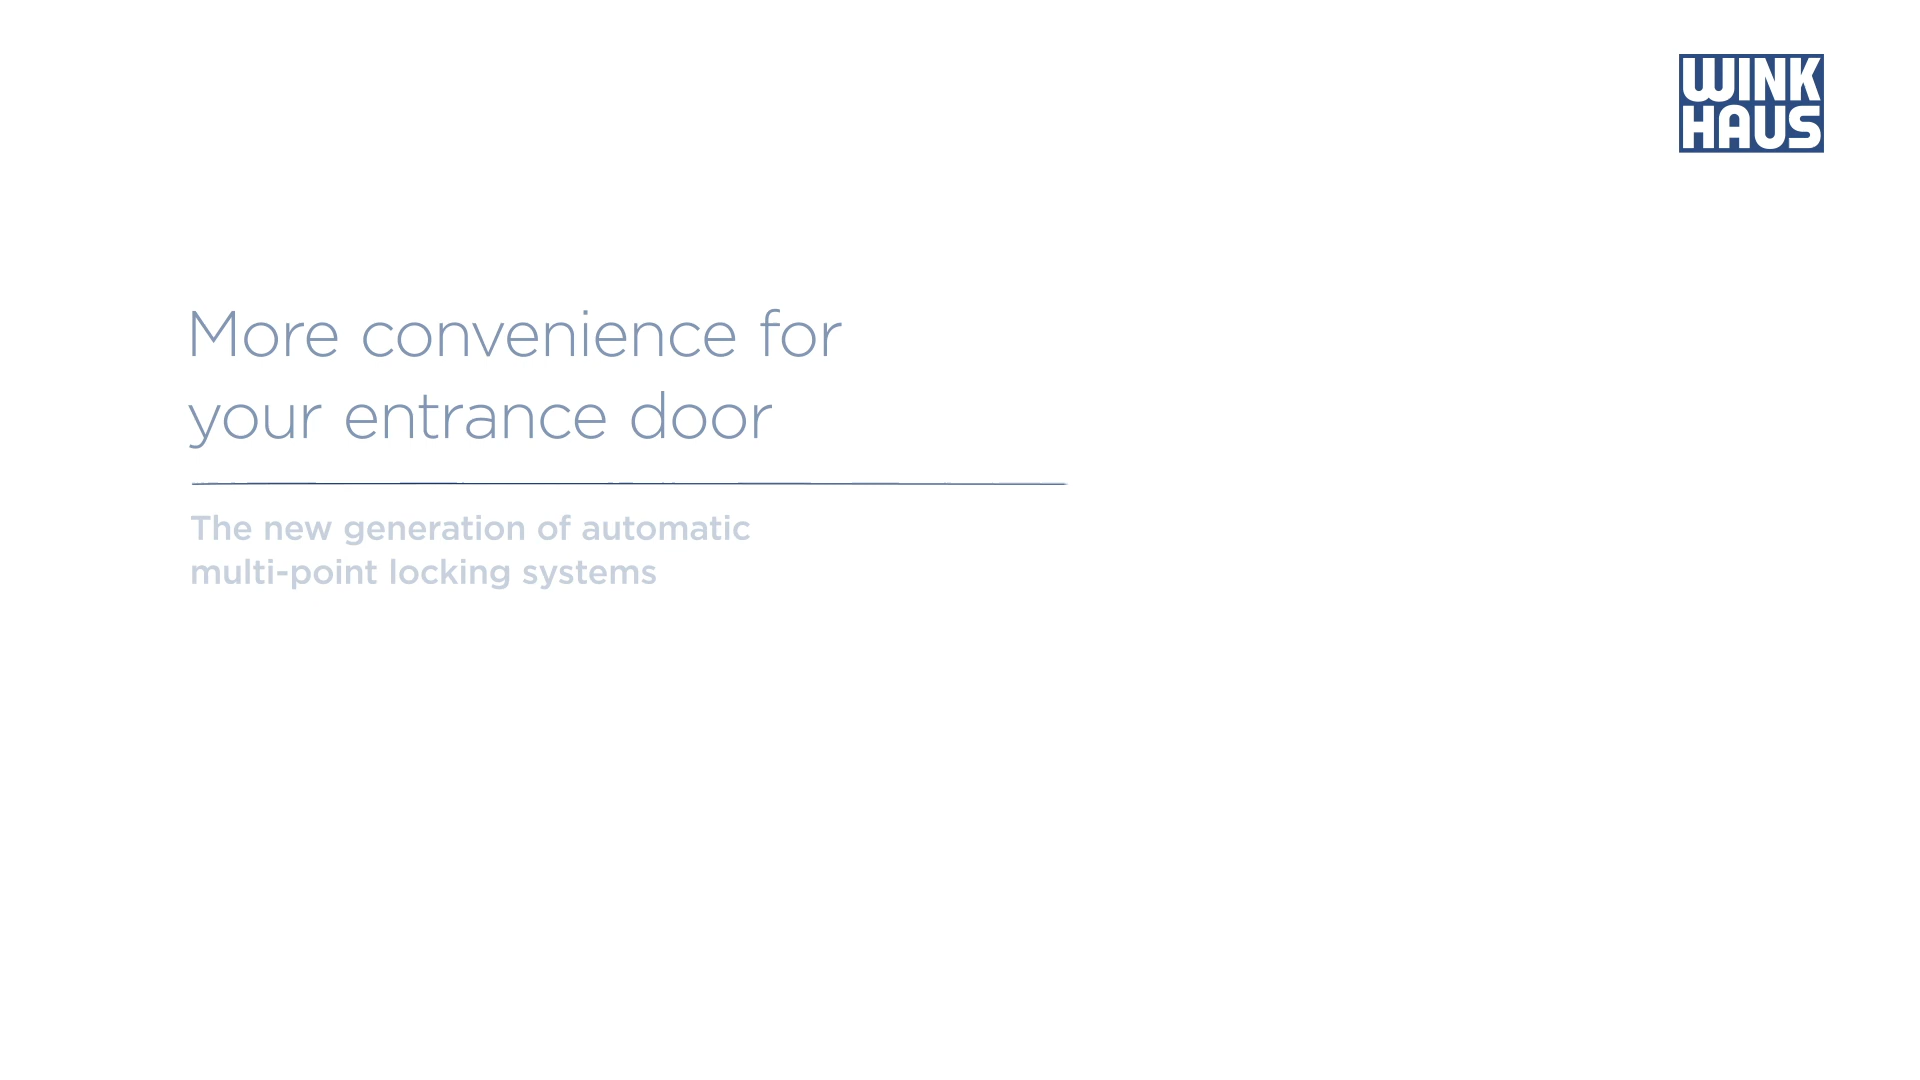 WINK
HAUS
More convenience for
your entrance door
The new generation of automatic
multi-point locking systems